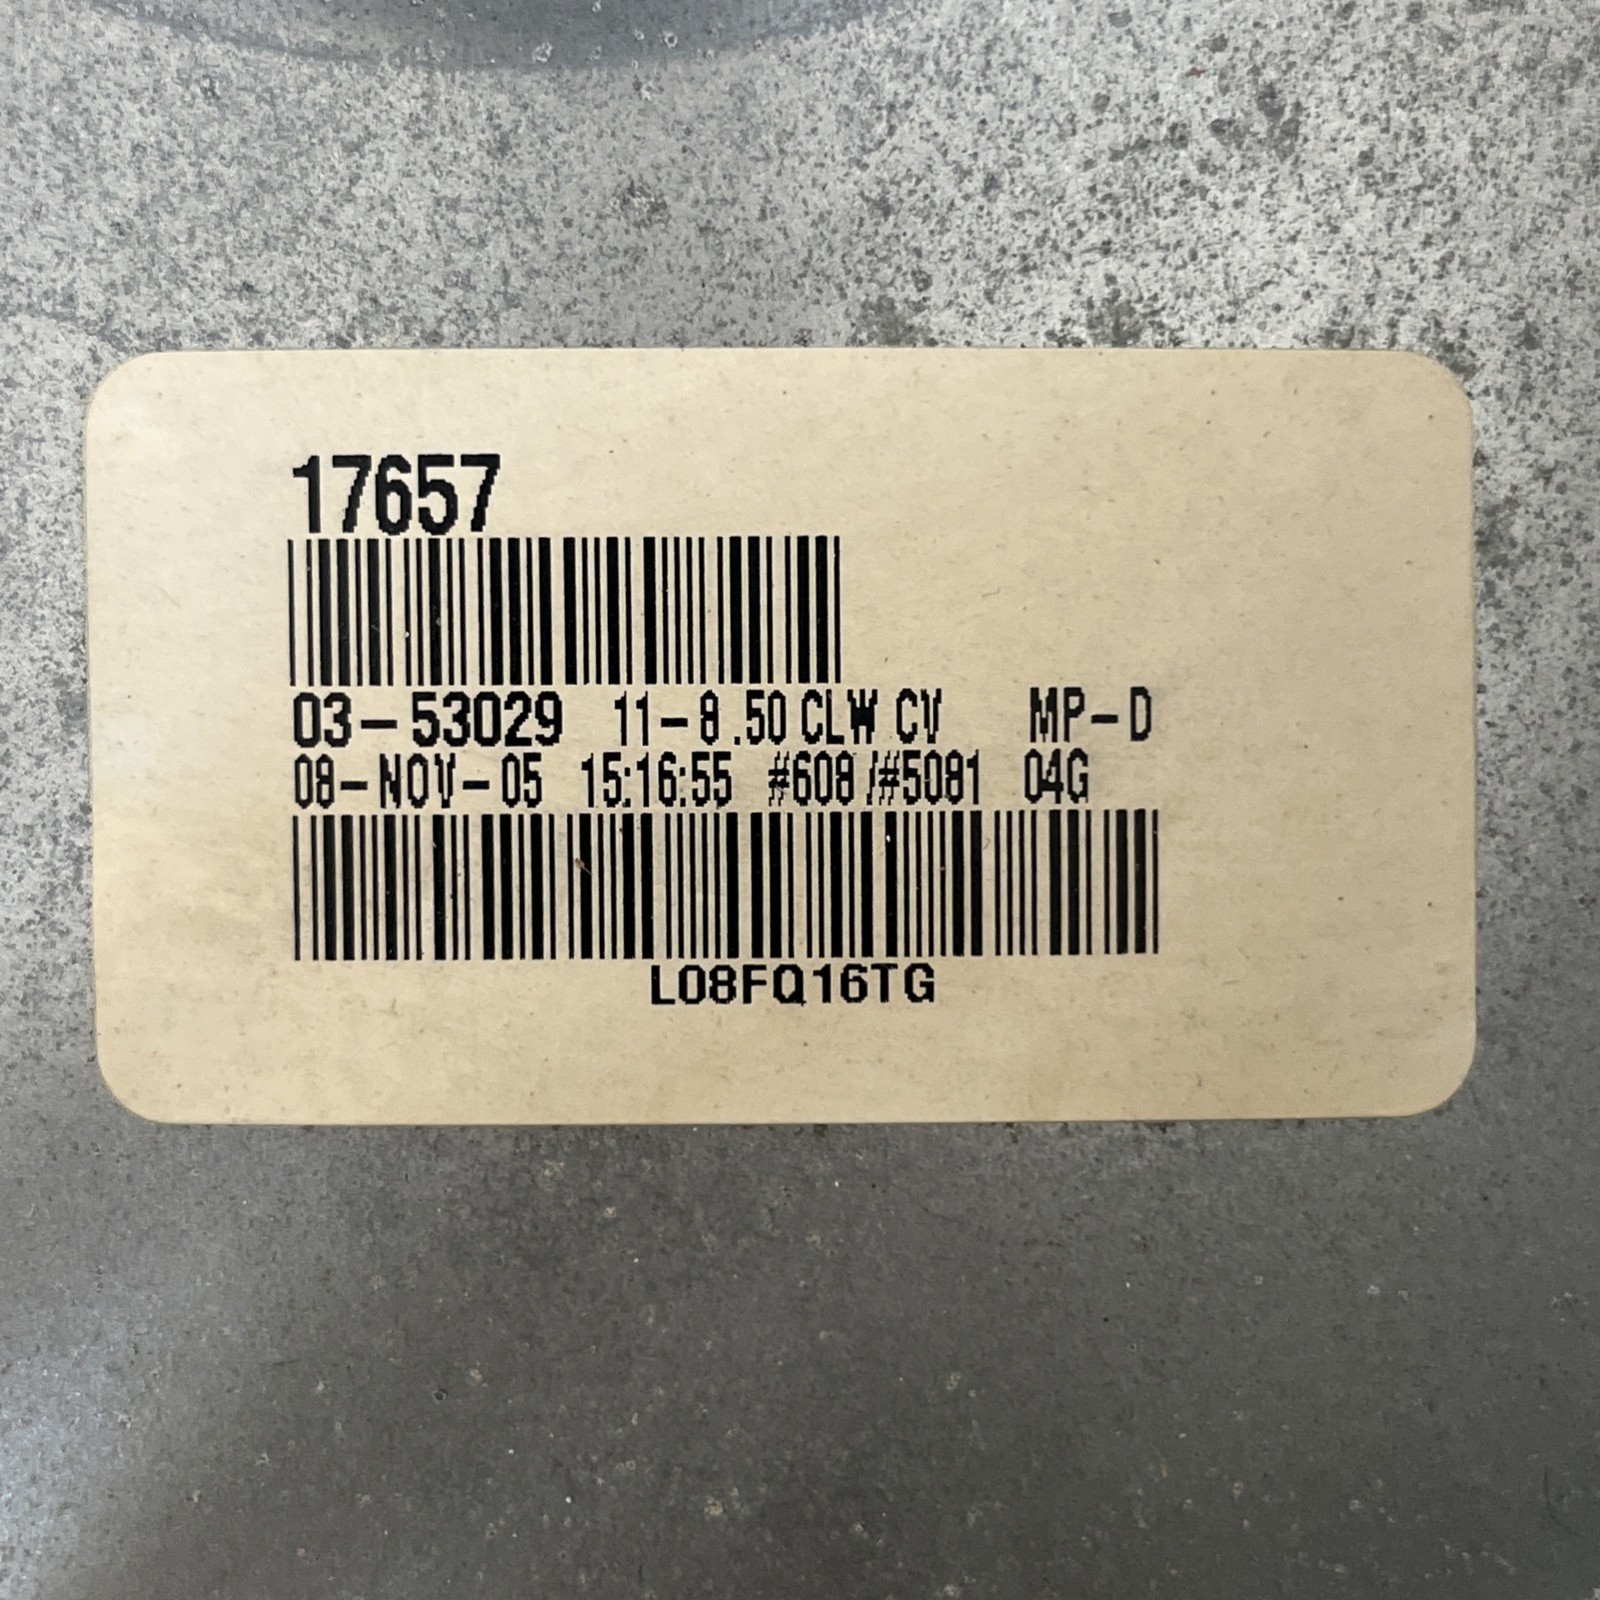 17657
03-53029 11-8.50 CLW CV MP-D
08-NOV-05 15:16:55 #608/#5081 04G
L08FQ16TG